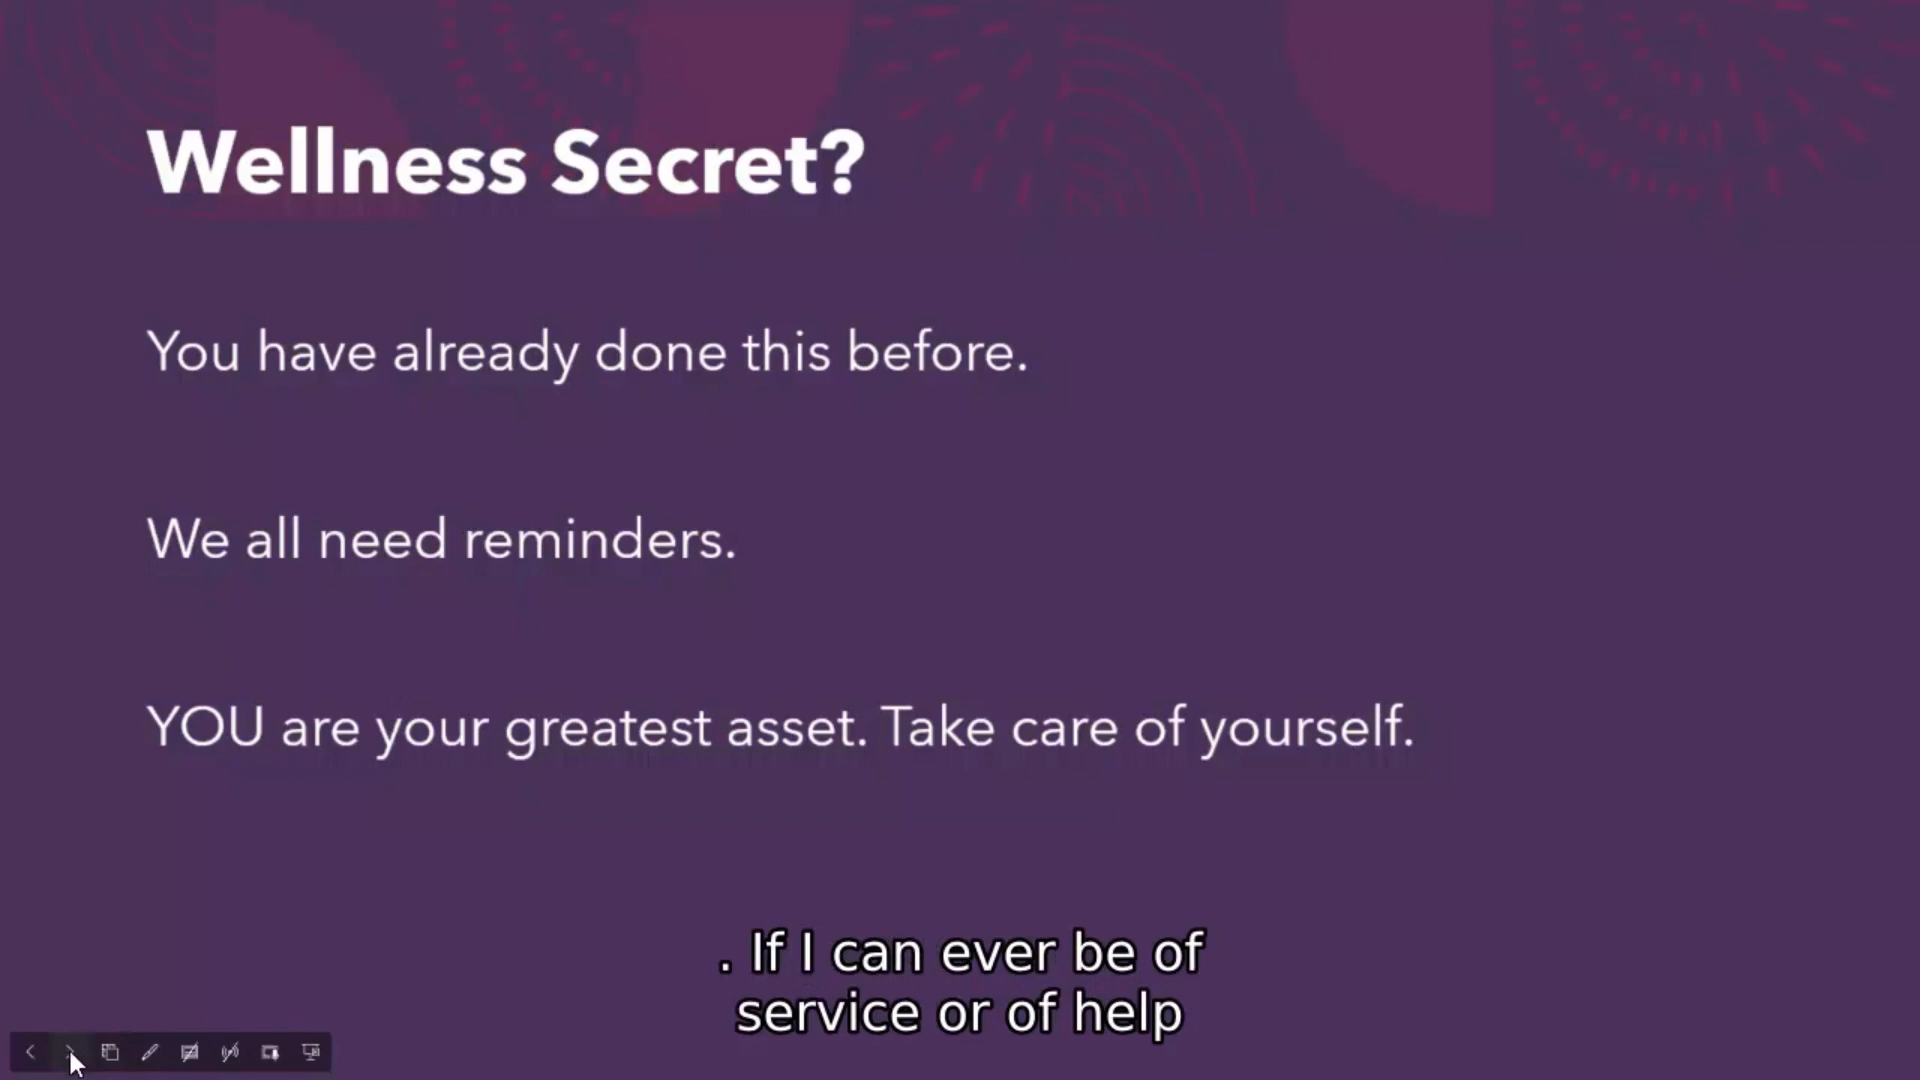 Wellness Secret?
You have already done this before.
We all need reminders.
YOU are your greatest asset. Take care of yourself.
. If I can ever be of
service or of help